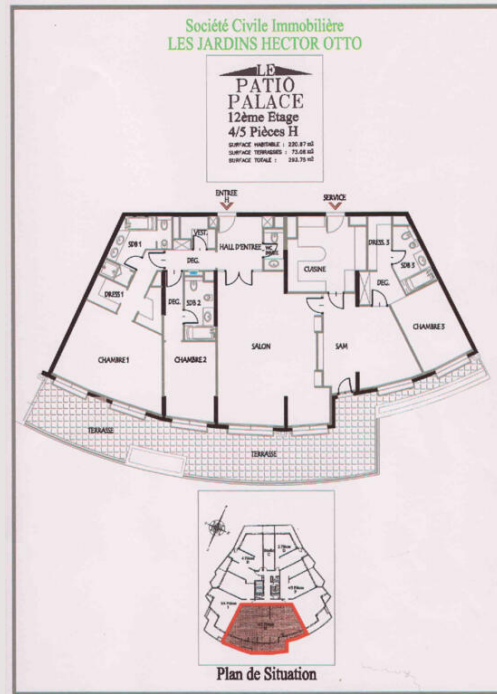 Société Civile Immobilière
LES JARDINS HECTOR OTTO
LE
PATIO
PALACE
12ème Etage
4/5 Pièces H
SURFACE HABITABLE : 220.67 m2
SURFACE TERRASSES : 73.08 m2
SURFACE TOTALE : 293.75 m2
ENTREE
H
SERVICE
SDB 1
VEST.
HALL D'ENTREE
WC
CUISINE
DRESS. 3
SDB 3
DEG.
DRESS 1
DEG.
SDB 2
DEG.
CHAMBRE 1
CHAMBRE 2
SALON
SAM
CHAMBRE 3
TERRASSE
TERRASSE
Plan de Situation